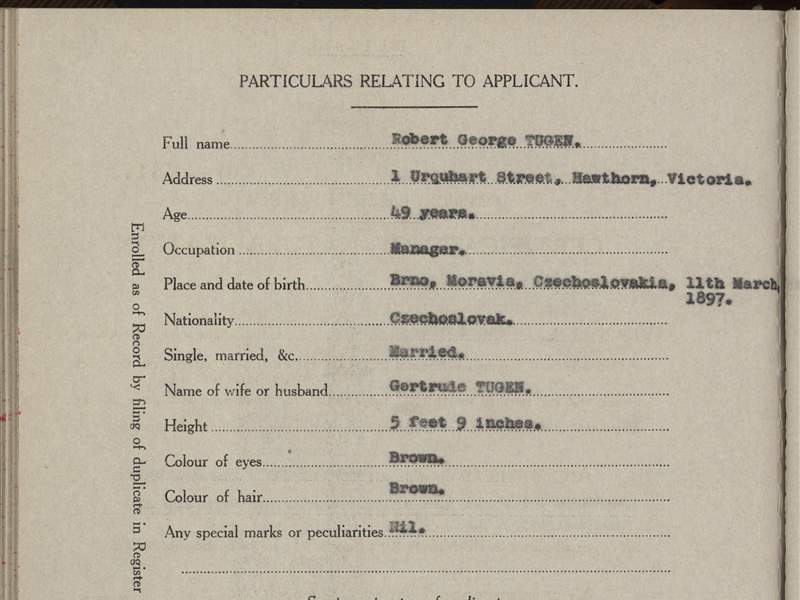 PARTICULARS RELATING TO APPLICANT.
Full name Robert George TUGEN.
Address 1 Urquhart Street, Hawthorn, Victoria.
Age 49 years.
Occupation Manager.
Place and date of birth Brno, Moravia, Czechoslovakia, 11th March,
1897.
Nationality Czechoslovak.
Single, married, &c. Married.
Name of wife or husband Gertrude TUGEN.
Height 5 feet 9 inches.
Colour of eyes Brown.
Colour of hair Brown.
Any special marks or peculiarities Nil.
Enrolled as of Record by filing of duplicate in Register